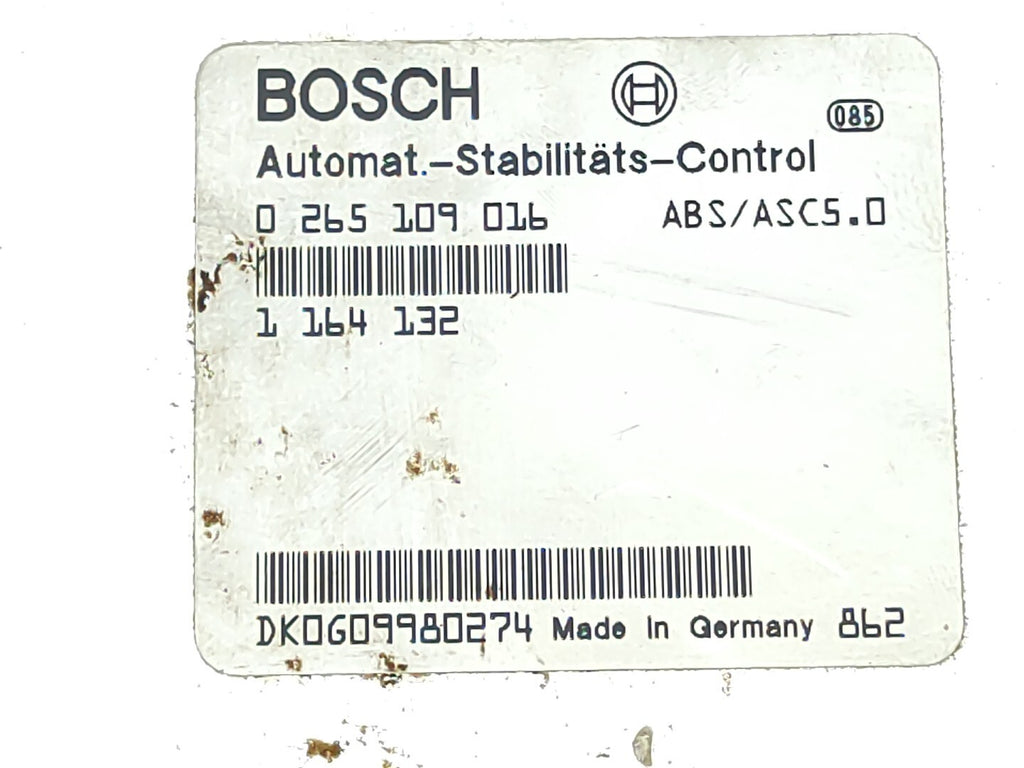 BOSCH
085
Automat.-Stabilitäts-Control
0 265 109 016 ABS/ASC5.0
1 164 132
DK0G09980274 Made in Germany 862